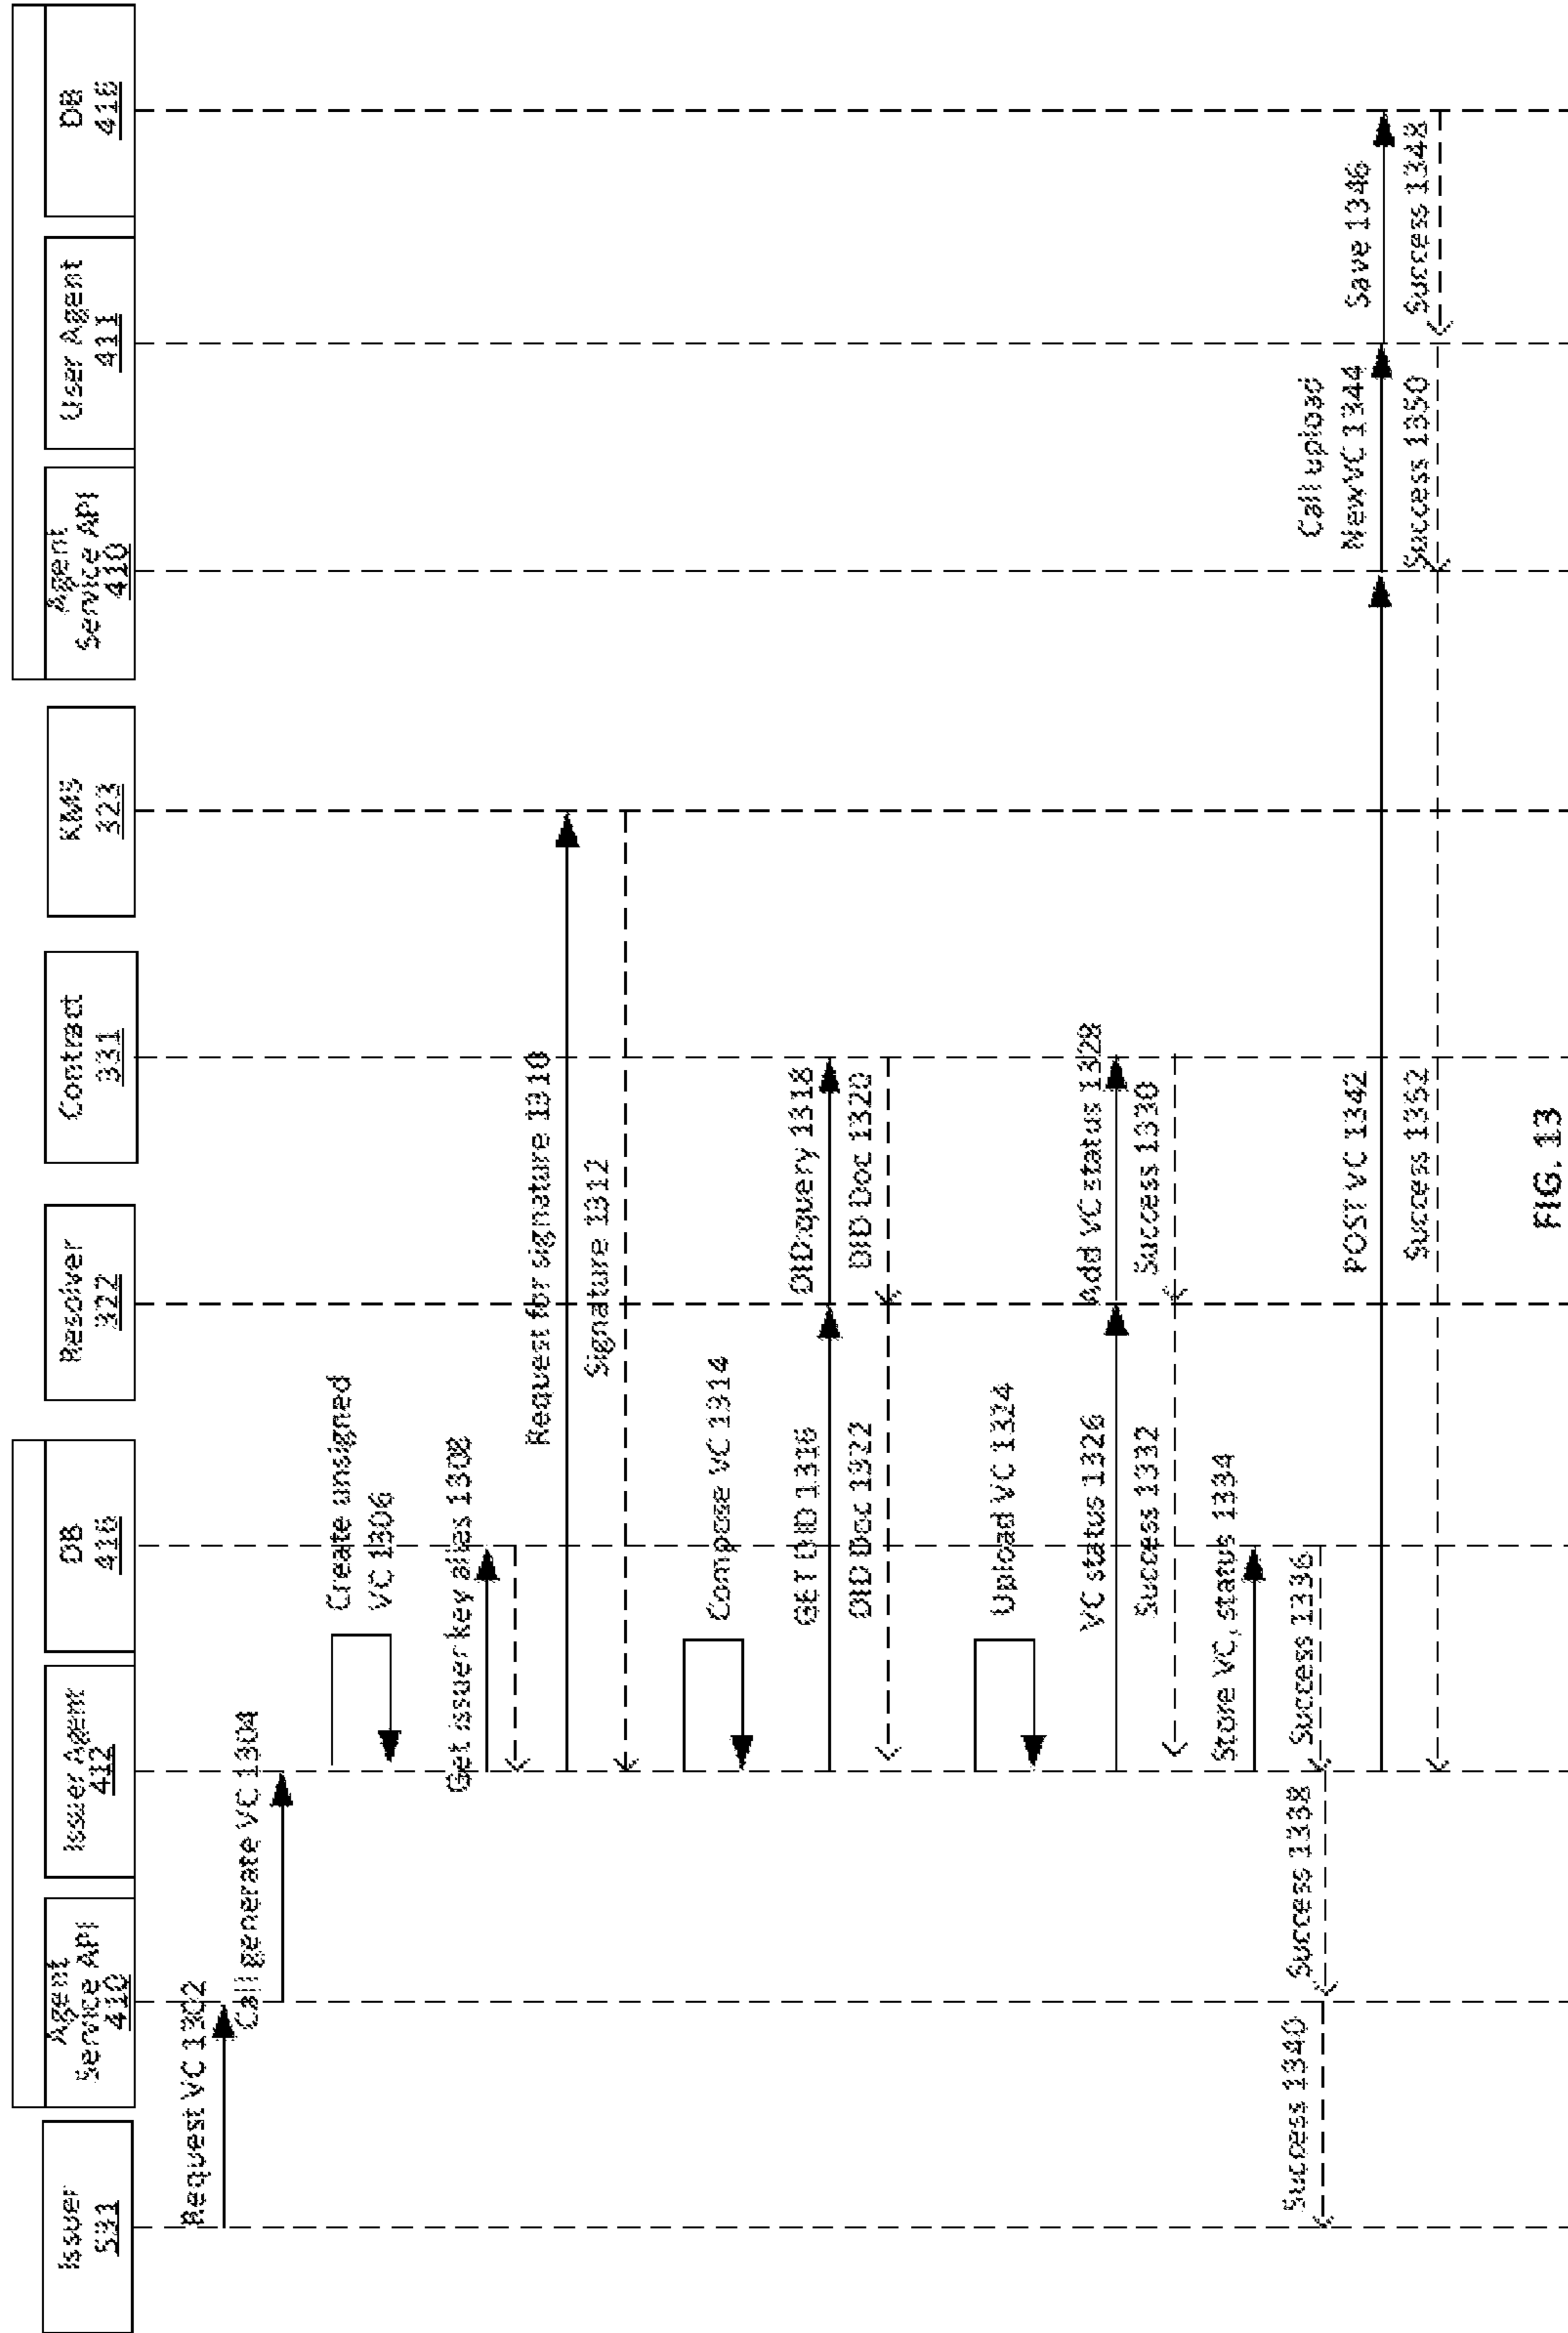 Issuer
531
Agent
Service API
410
Issuer Agent
412
DB
416
Resolver
322
Contract
331
KMS
323
Agent
Service API
410
User Agent
411
DB
416
Request VC 1302
Call generate VC 1304
Create unsigned
VC 1306
Get issuer key alias 1308
Request for signature 1310
Signature 1312
Compose VC 1314
GET DID 1316
DID query 1318
DID Doc 1320
DID Doc 1322
Upload VC 1324
VC status 1326
Add VC status 1328
Success 1330
Success 1332
Store VC, status 1334
Success 1336
Success 1338
Success 1340
POST VC 1342
Call upload
NewVC 1344
Save 1346
Success 1348
Success 1350
Success 1352
FIG. 13